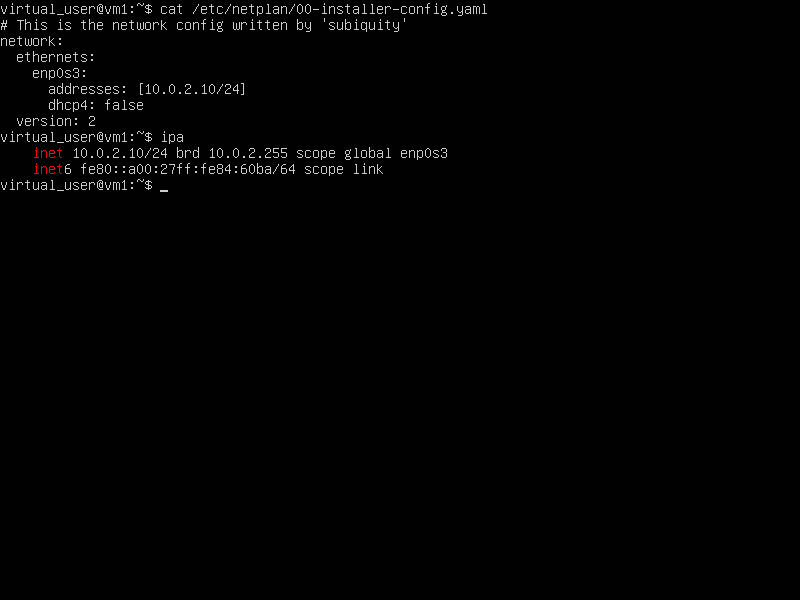 virtual_user@vm1:~$ cat /etc/netplan/00-installer-config.yaml
# This is the network config written by 'subiquity'
network:
  ethernets:
    enp0s3:
      addresses: [10.0.2.10/24]
      dhcp4: false
  version: 2
virtual_user@vm1:~$ ipa
    inet 10.0.2.10/24 brd 10.0.2.255 scope global enp0s3
    inet6 fe80::a00:27ff:fe84:60ba/64 scope link
virtual_user@vm1:~$ _